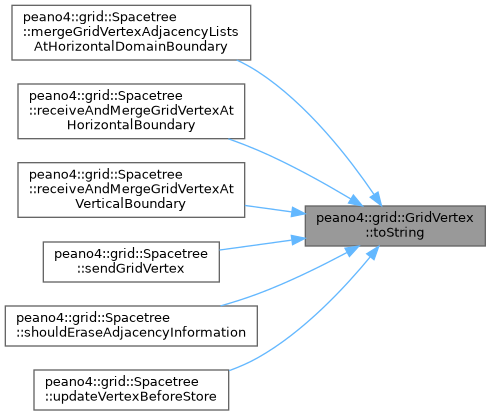 peano4::grid::Spacetree
::mergeGridVertexAdjacencyLists
AtHorizontalDomainBoundary
peano4::grid::Spacetree
::receiveAndMergeGridVertexAt
HorizontalBoundary
peano4::grid::Spacetree
::receiveAndMergeGridVertexAt
VerticalBoundary
peano4::grid::GridVertex
::toString
peano4::grid::Spacetree
::sendGridVertex
peano4::grid::Spacetree
::shouldEraseAdjacencyInformation
peano4::grid::Spacetree
::updateVertexBeforeStore